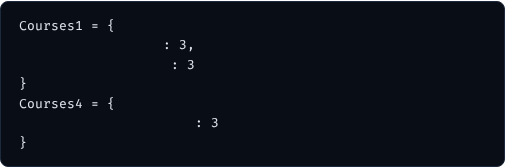 Courses1 = {
: 3,
: 3
}
Courses4 = {
: 3
}